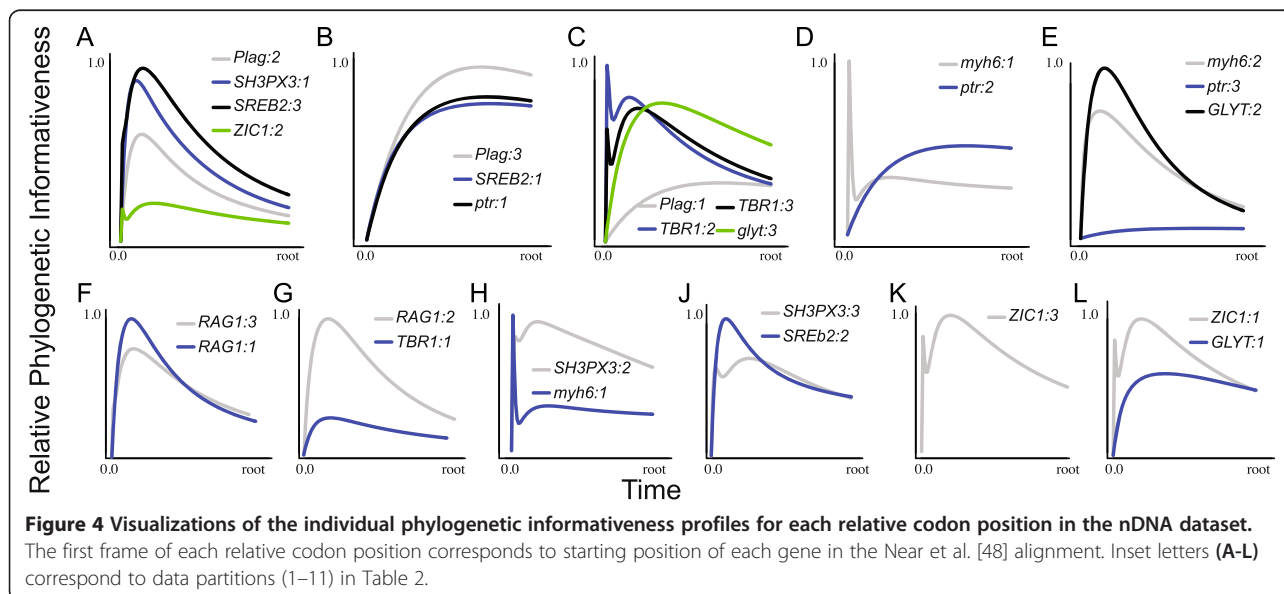 Relative Phylogenetic Informativeness
A
1.0
Plag:2
SH3PX3:1
SREB2:3
ZIC1:2
0.0
root
B
1.0
Plag:3
SREB2:1
ptr:1
0.0
root
C
1.0
Plag:1
TBR1:3
TBR1:2
glyt:3
0.0
root
D
1.0
myh6:1
ptr:2
0.0
root
E
1.0
myh6:2
ptr:3
GLYT:2
0.0
root
F
1.0
RAG1:3
RAG1:1
0.0
root
G
1.0
RAG1:2
TBR1:1
0.0
root
H
1.0
SH3PX3:2
myh6:1
0.0
root
J
1.0
SH3PX3:3
SREb2:2
0.0
root
K
1.0
ZIC1:3
0.0
root
L
1.0
ZIC1:1
GLYT:1
0.0
root
Time
Figure 4 Visualizations of the individual phylgenetic informativeness profiles for each relative codon position in the nDNA dataset.
The first frame of each relative codon position corresponds to starting position of each gene in the Near et al. [48] alignment. Inset letters (A-L)
correspond to data partitions (1–11) in Table 2.